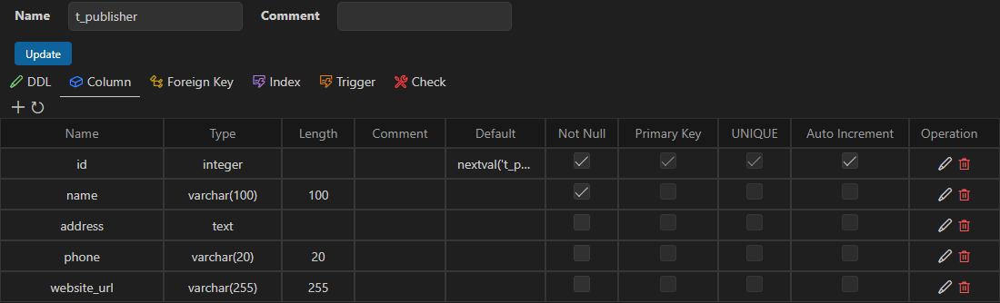 Name t_publisher Comment
Update
DDL Column Foreign Key Index Trigger Check
Name Type Length Comment Default Not Null Primary Key UNIQUE Auto Increment Operation
id integer nextval('t_p...
name varchar(100) 100
address text
phone varchar(20) 20
website_url varchar(255) 255